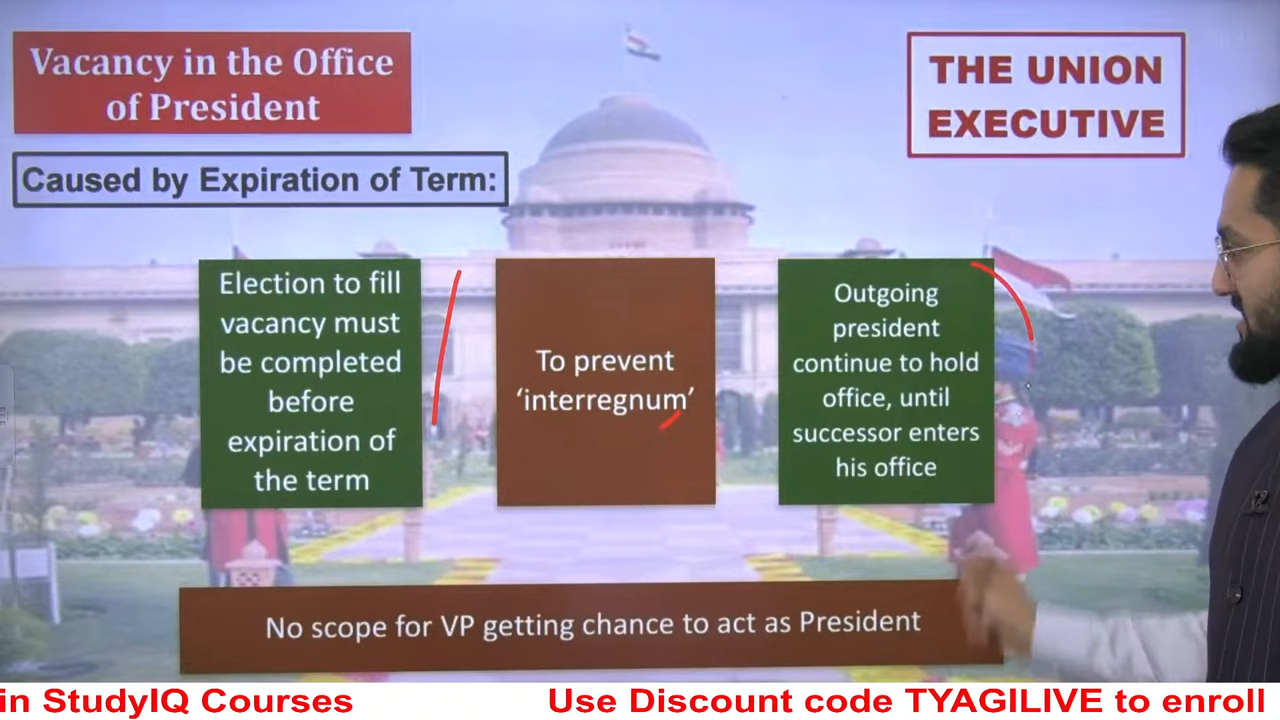 Vacancy in the Office
of President
THE UNION
EXECUTIVE
Caused by Expiration of Term:
Election to fill
vacancy must
be completed
before
expiration of
the term
To prevent
‘interregnum’
Outgoing
president
continue to hold
office, until
successor enters
his office
No scope for VP getting chance to act as President
in StudyIQ Courses
Use Discount code TYAGILIVE to enroll